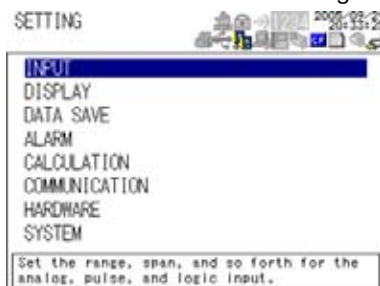 SETTING
INPUT
DISPLAY
DATA SAVE
ALARM
CALCULATION
COMMUNICATION
HARDWARE
SYSTEM
Set the range, span, and so forth for the
analog, pulse, and logic input.